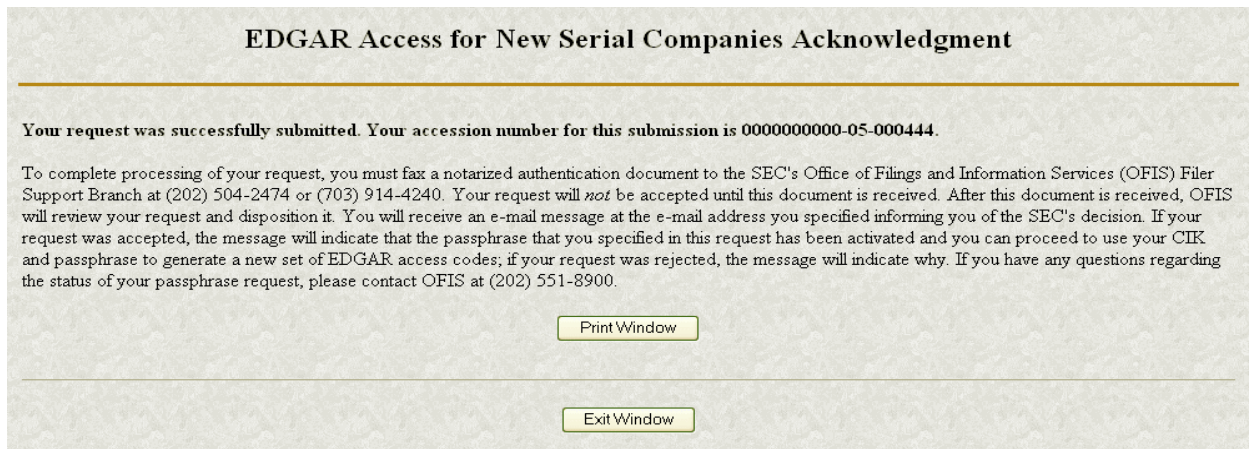 EDGAR Access for New Serial Companies Acknowledgment
Your request was successfully submitted. Your accession number for this submission is 0000000000-05-000444.
To complete processing of your request, you must fax a notarized authentication document to the SEC's Office of Filings and Information Services (OFIS) Filer
Support Branch at (202) 504-2474 or (703) 914-4240. Your request will not be accepted until this document is received. After this document is received, OFIS
will review your request and disposition it. You will receive an e-mail message at the e-mail address you specified informing you of the SEC's decision. If your
request was accepted, the message will indicate that the passphrase that you specified in this request has been activated and you can proceed to use your CIK
and passphrase to generate a new set of EDGAR access codes; if your request was rejected, the message will indicate why. If you have any questions regarding
the status of your passphrase request, please contact OFIS at (202) 551-8900.
Print Window
Exit Window